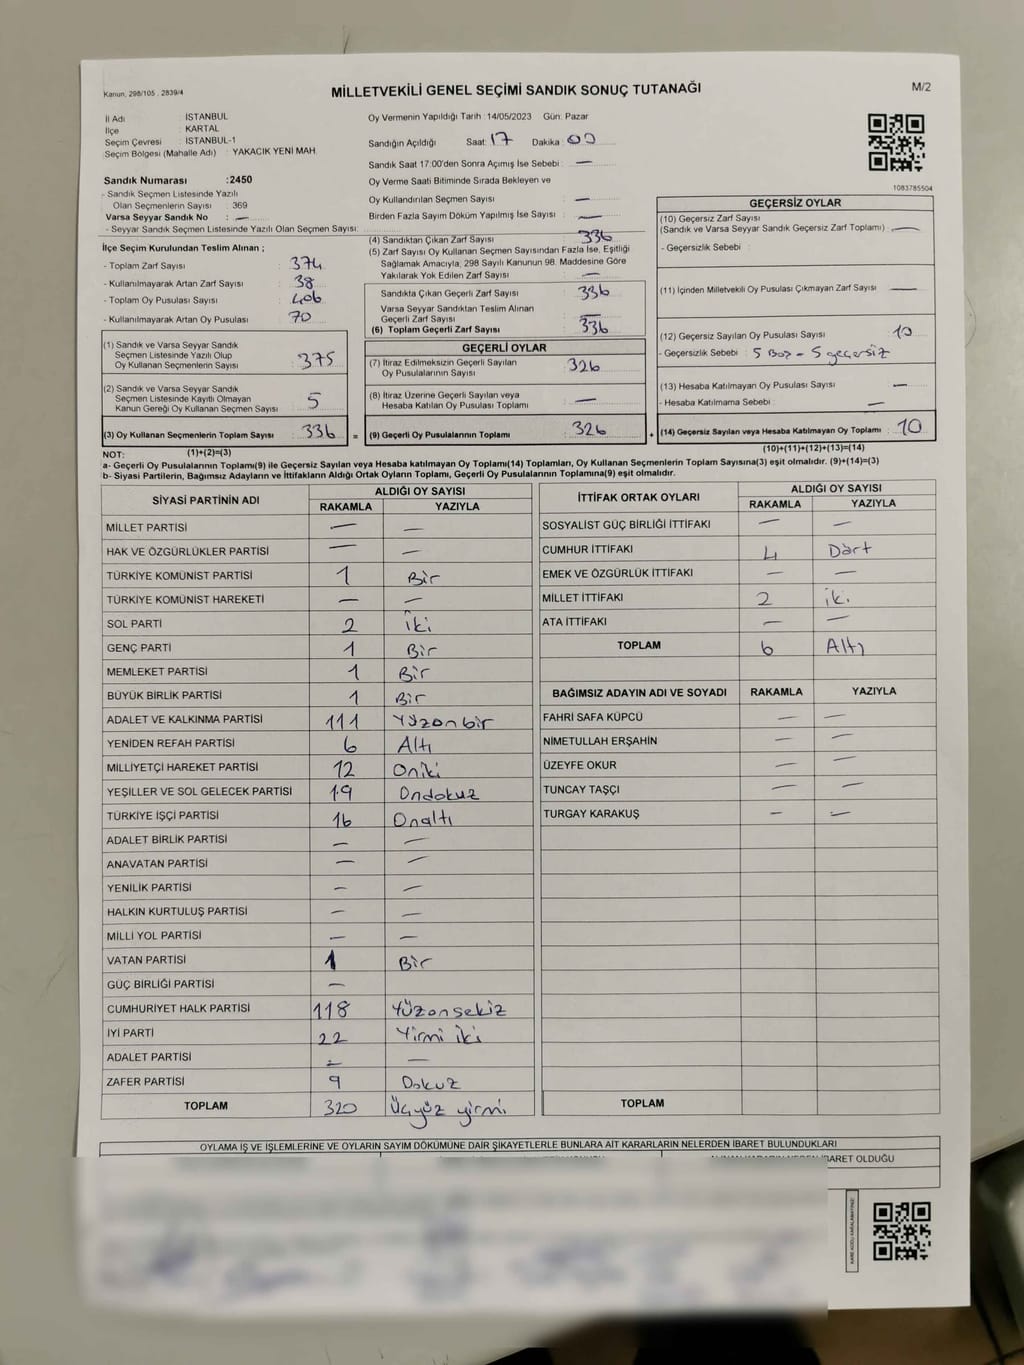 Kanun, 298/105 , 2839/4
MİLLETVEKİLİ GENEL SEÇİMİ SANDIK SONUÇ TUTANAĞI
M/2
İl Adı : İSTANBUL
İlçe : KARTAL
Seçim Çevresi : İSTANBUL-1
Seçim Bölgesi (Mahalle Adı) : YAKACIK YENİ MAH.
Oy Vermenin Yapıldığı Tarih :14/05/2023 Gün: Pazar
Sandığın Açıldığı Saat: 17 Dakika : 00
Sandık Saat 17:00'den Sonra Açımış İse Sebebi : —
Sandık Numarası :2450
- Sandık Seçmen Listesinde Yazılı
Olan Seçmenlerin Sayısı : 369
Varsa Seyyar Sandık No : —
- Seyyar Sandık Seçmen Listesinde Yazılı Olan Seçmen Sayısı:
Oy Verme Saati Bitiminde Sırada Bekleyen ve
Oy Kullandırılan Seçmen Sayısı : —
Birden Fazla Sayım Döküm Yapılmış İse Sayısı : —
1083785504
İlçe Seçim Kurulundan Teslim Alınan ;
- Toplam Zarf Sayısı : 374
- Kullanılmayarak Artan Zarf Sayısı : 38
- Toplam Oy Pusulası Sayısı : 406
- Kullanılmayarak Artan Oy Pusulası : 70
(4) Sandıktan Çıkan Zarf Sayısı : 336
(5) Zarf Sayısı Oy Kullanan Seçmen Sayısından Fazla İse, Eşitliği
Sağlamak Amacıyla, 298 Sayılı Kanunun 98. Maddesine Göre
Yakılarak Yok Edilen Zarf Sayısı : —
Sandıkta Çıkan Geçerli Zarf Sayısı : 336
Varsa Seyyar Sandıktan Teslim Alınan
Geçerli Zarf Sayısı : —
(6) Toplam Geçerli Zarf Sayısı : 336
GEÇERSİZ OYLAR
(10) Geçersiz Zarf Sayısı
(Sandık ve Varsa Seyyar Sandık Geçersiz Zarf Toplamı) : —
- Geçersizlik Sebebi :
(11) İçinden Milletvekili Oy Pusulası Çıkmayan Zarf Sayısı : —
(12) Geçersiz Sayılan Oy Pusulası Sayısı : 10
- Geçersizlik Sebebi : 5 Boş - 5 geçersiz
(13) Hesaba Katılmayan Oy Pusulası Sayısı : —
- Hesaba Katılmama Sebebi : —
(14) Geçersiz Sayılan veya Hesaba Katılmayan Oy Toplamı : 10
(10)+(11)+(12)+(13)=(14)
(1) Sandık ve Varsa Seyyar Sandık
Seçmen Listesinde Yazılı Olup
Oy Kullanan Seçmenlerin Sayısı : 375
(2) Sandık ve Varsa Seyyar Sandık
Seçmen Listesinde Kayıtlı Olmayan
Kanun Gereği Oy Kullanan Seçmen Sayısı : 5
(3) Oy Kullanan Seçmenlerin Toplam Sayısı : 336 =
GEÇERLİ OYLAR
(7) İtiraz Edilmeksizin Geçerli Sayılan
Oy Pusulalarının Sayısı : 326
(8) İtiraz Üzerine Geçerli Sayılan veya
Hesaba Katılan Oy Pusulası Toplamı : —
(9) Geçerli Oy Pusulalarının Toplamı : 326 +
NOT: (1)+(2)=(3)
a- Geçerli Oy Pusulalarının Toplamı(9) ile Geçersiz Sayılan veya Hesaba katılmayan Oy Toplamı(14) Toplamları, Oy Kullanan Seçmenlerin Toplam Sayısına(3) eşit olmalıdır. (9)+(14)=(3)
b- Siyasi Partilerin, Bağımsız Adayların ve İttifakların Aldığı Ortak Oyların Toplamı, Geçerli Oy Pusulalarının Toplamına(9) eşit olmalıdır.
SİYASİ PARTİNİN ADI ALDIĞI OY SAYISI
RAKAMLA YAZIYLA
MİLLET PARTİSİ — —
HAK VE ÖZGÜRLÜKLER PARTİSİ — —
TÜRKİYE KOMÜNİST PARTİSİ 1 Bir
TÜRKİYE KOMÜNİST HAREKETİ — —
SOL PARTİ 2 iki
GENÇ PARTİ 1 Bir
MEMLEKET PARTİSİ 1 Bir
BÜYÜK BİRLİK PARTİSİ 1 Bir
ADALET VE KALKINMA PARTİSİ 111 Yüzonbir
YENİDEN REFAH PARTİSİ 6 Altı
MİLLİYETÇİ HAREKET PARTİSİ 12 Oniki
YEŞİLLER VE SOL GELECEK PARTİSİ 19 Ondokuz
TÜRKİYE İŞÇİ PARTİSİ 16 Onaltı
ADALET BİRLİK PARTİSİ — —
ANAVATAN PARTİSİ — —
YENİLİK PARTİSİ — —
HALKIN KURTULUŞ PARTİSİ — —
MİLLİ YOL PARTİSİ — —
VATAN PARTİSİ 1 Bir
GÜÇ BİRLİĞİ PARTİSİ —
CUMHURİYET HALK PARTİSİ 118 Yüzonsekiz
İYİ PARTİ 22 Yirmi iki
ADALET PARTİSİ — —
ZAFER PARTİSİ 9 Dokuz
TOPLAM 320 Üçyüz yirmi
İTTİFAK ORTAK OYLARI ALDIĞI OY SAYISI
RAKAMLA YAZIYLA
SOSYALİST GÜÇ BİRLİĞİ İTTİFAKI — —
CUMHUR İTTİFAKI 4 Dört
EMEK VE ÖZGÜRLÜK İTTİFAKI — —
MİLLET İTTİFAKI 2 iki
ATA İTTİFAKI — —
TOPLAM 6 Altı
BAĞIMSIZ ADAYIN ADI VE SOYADI RAKAMLA YAZIYLA
FAHRİ SAFA KÜPCÜ — —
NİMETULLAH ERŞAHİN — —
ÜZEYFE OKUR — —
TUNCAY TAŞÇI — —
TURGAY KARAKUŞ — —
TOPLAM
OYLAMA İŞ VE İŞLEMLERİNE VE OYLARIN SAYIM DÖKÜMÜNE DAİR ŞİKAYETLERLE BUNLARA AİT KARARLARIN NELERDEN İBARET BULUNDUKLARI
İBARET OLDUĞU